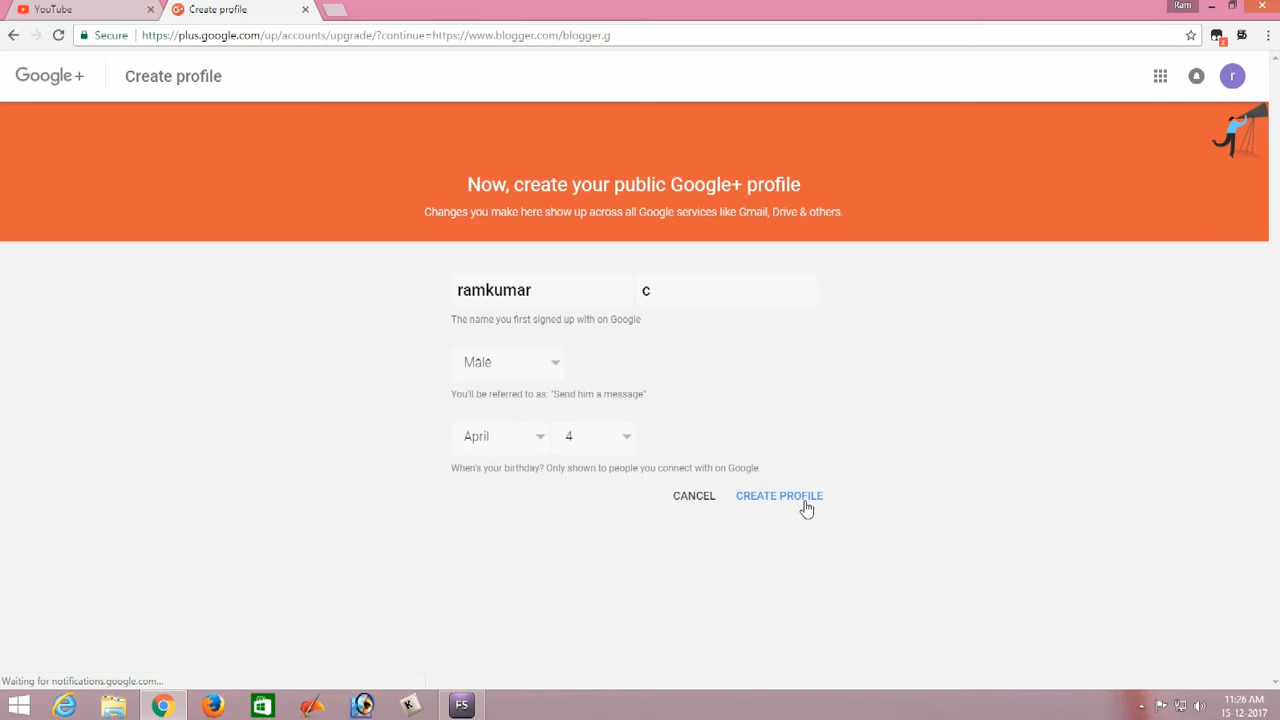 YouTube
Create profile
Ram
Secure
https://plus.google.com/up/accounts/upgrade/?continue=https://www.blogger.com/blogger.g
Google+
Create profile
r
Now, create your public Google+ profile
Changes you make here show up across all Google services like Gmail, Drive & others.
ramkumar
c
The name you first signed up with on Google
Male
You'll be referred to as: "Send him a message"
April
4
When's your birthday? Only shown to people you connect with on Google.
CANCEL
CREATE PROFILE
Waiting for notifications.google.com...
K
FS
11:26 AM
15-12-2017